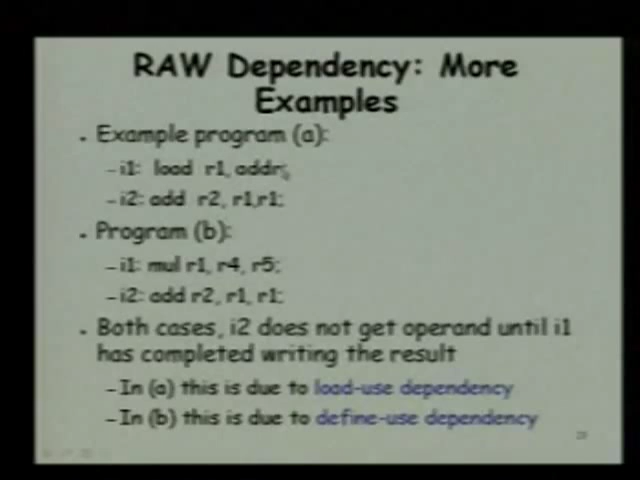 RAW Dependency: More
Examples
• Example program (a):
–i1: load r1, addr;
–i2: add r2, r1,r1;
• Program (b):
–i1: mul r1, r4, r5;
–i2: add r2, r1, r1;
• Both cases, i2 does not get operand until i1
has completed writing the result
–In (a) this is due to load-use dependency
–In (b) this is due to define-use dependency